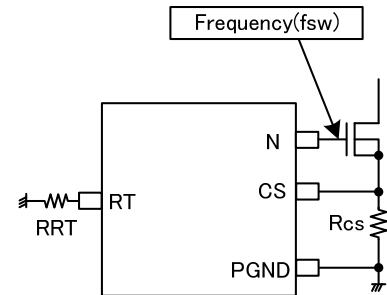 Frequency(fsw)
N
RT
CS
RRT
Rcs
PGND